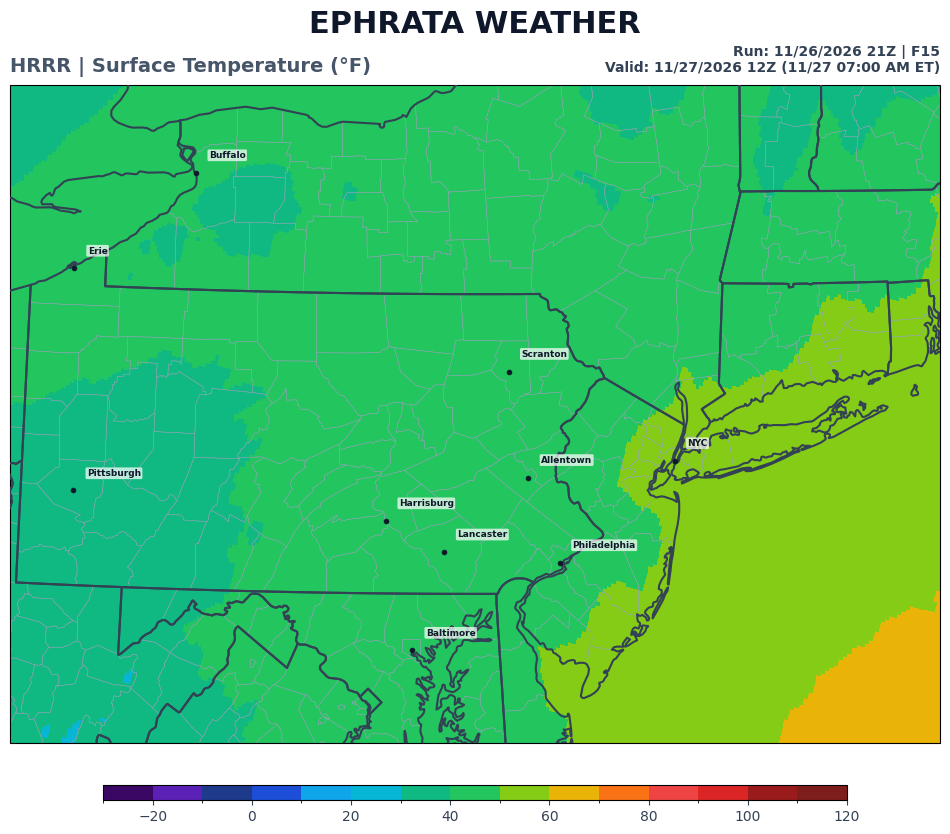 EPHRATA WEATHER
HRRR | Surface Temperature (°F)
Run: 11/26/2026 21Z | F15
Valid: 11/27/2026 12Z (11/27 07:00 AM ET)
Buffalo
Erie
Scranton
NYC
Allentown
Pittsburgh
Harrisburg
Lancaster
Philadelphia
Baltimore
−20 0 20 40 60 80 100 120